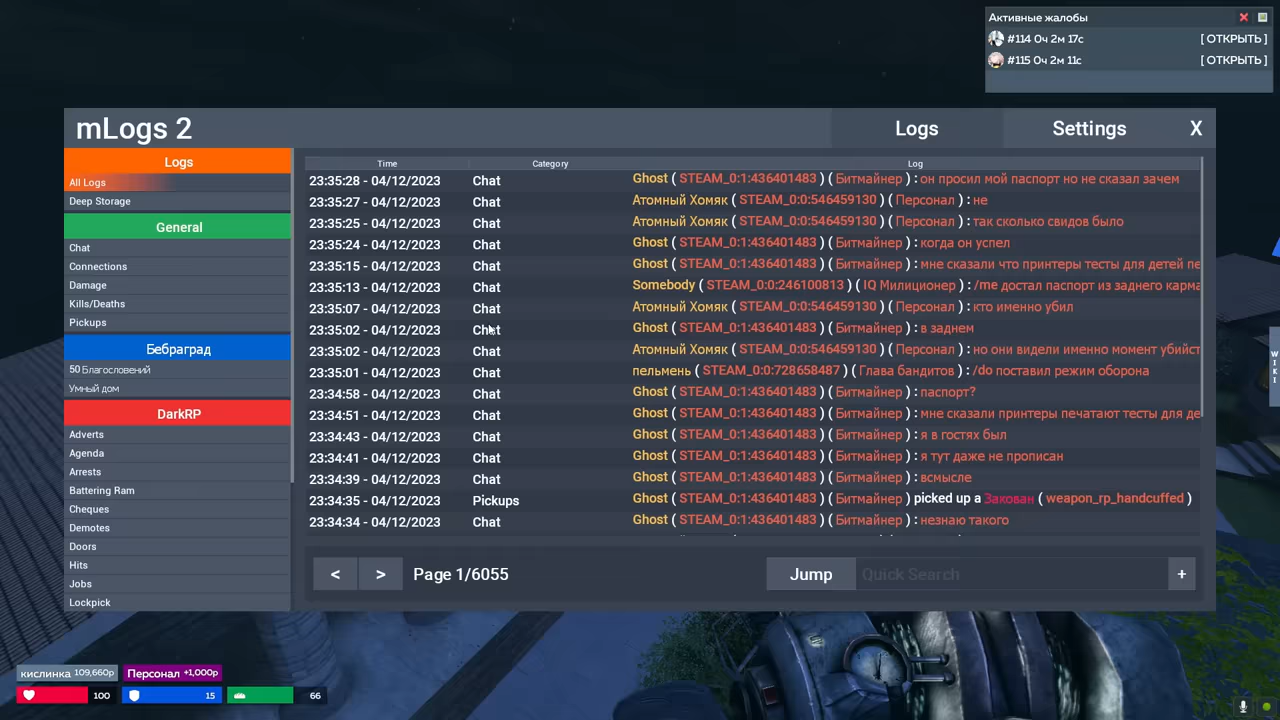 Активные жалобы
#114 0ч 2м 17с [ ОТКРЫТЬ ]
#115 0ч 2м 11с [ ОТКРЫТЬ ]
mLogs 2 Logs Settings X
Logs
All Logs
Deep Storage
General
Chat
Connections
Damage
Kills/Deaths
Pickups
Бебраград
50 Благословений
Умный дом
DarkRP
Adverts
Agenda
Arrests
Battering Ram
Cheques
Demotes
Doors
Hits
Jobs
Lockpick
Time Category Log
23:35:28 - 04/12/2023 Chat Ghost ( STEAM_0:1:436401483 ) ( Битмайнер ) : он просил мой паспорт но не сказал зачем
23:35:27 - 04/12/2023 Chat Атомный Хомяк ( STEAM_0:0:546459130 ) ( Персонал ) : не
23:35:25 - 04/12/2023 Chat Атомный Хомяк ( STEAM_0:0:546459130 ) ( Персонал ) : так сколько свидов было
23:35:24 - 04/12/2023 Chat Ghost ( STEAM_0:1:436401483 ) ( Битмайнер ) : когда он успел
23:35:15 - 04/12/2023 Chat Ghost ( STEAM_0:1:436401483 ) ( Битмайнер ) : мне сказали что принтеры тесты для детей пе
23:35:13 - 04/12/2023 Chat Somebody ( STEAM_0:0:246100813 ) ( IQ Милиционер ) : /me достал паспорт из заднего карма
23:35:07 - 04/12/2023 Chat Атомный Хомяк ( STEAM_0:0:546459130 ) ( Персонал ) : кто именно убил
23:35:02 - 04/12/2023 Chat Ghost ( STEAM_0:1:436401483 ) ( Битмайнер ) : в заднем
23:35:02 - 04/12/2023 Chat Атомный Хомяк ( STEAM_0:0:546459130 ) ( Персонал ) : но они видели именно момент убийст
23:35:01 - 04/12/2023 Chat пельмень ( STEAM_0:0:728658487 ) ( Глава бандитов ) : /do поставил режим оборона
23:34:58 - 04/12/2023 Chat Ghost ( STEAM_0:1:436401483 ) ( Битмайнер ) : паспорт?
23:34:51 - 04/12/2023 Chat Ghost ( STEAM_0:1:436401483 ) ( Битмайнер ) : мне сказали принтеры печатают тесты для де
23:34:43 - 04/12/2023 Chat Ghost ( STEAM_0:1:436401483 ) ( Битмайнер ) : я в гостях был
23:34:41 - 04/12/2023 Chat Ghost ( STEAM_0:1:436401483 ) ( Битмайнер ) : я тут даже не прописан
23:34:39 - 04/12/2023 Chat Ghost ( STEAM_0:1:436401483 ) ( Битмайнер ) : всмысле
23:34:35 - 04/12/2023 Pickups Ghost ( STEAM_0:1:436401483 ) ( Битмайнер ) picked up a Закован ( weapon_rp_handcuffed )
23:34:34 - 04/12/2023 Chat Ghost ( STEAM_0:1:436401483 ) ( Битмайнер ) : незнаю такого
< > Page 1/6055 Jump Quick Search +
WIKI
кислинка 109,660р Персонал +1,000р
100 15 66